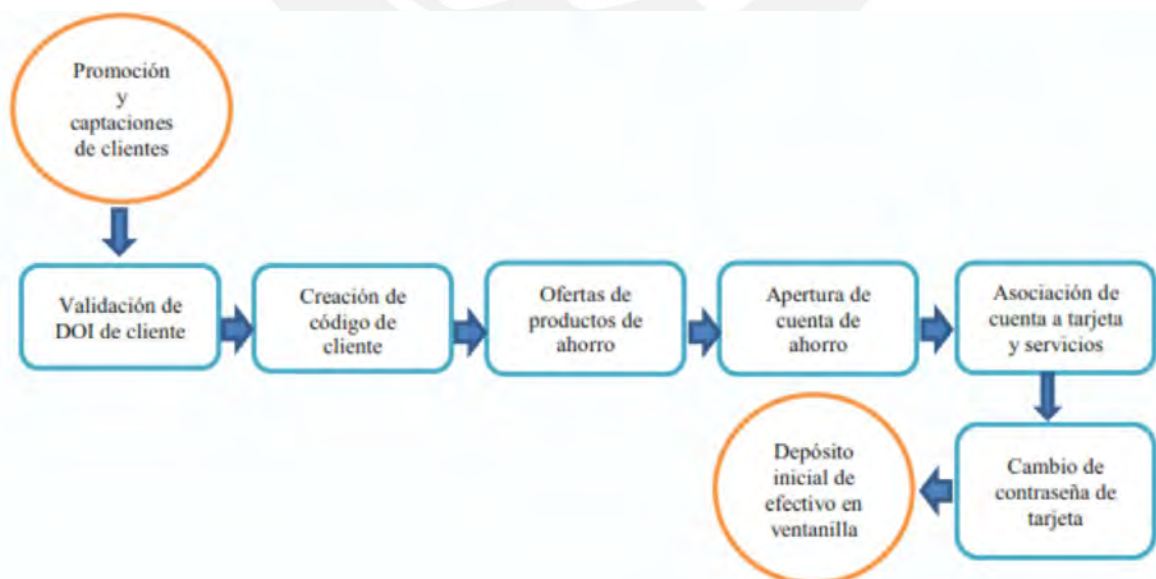 Promoción
y
captaciones
de clientes
Validación de
DOI de cliente
Creación de
código de
cliente
Ofertas de
productos de
ahorro
Apertura de
cuenta de
ahorro
Asociación de
cuenta a tarjeta
y servicios
Cambio de
contraseña de
tarjeta
Depósito
inicial de
efectivo en
ventanilla